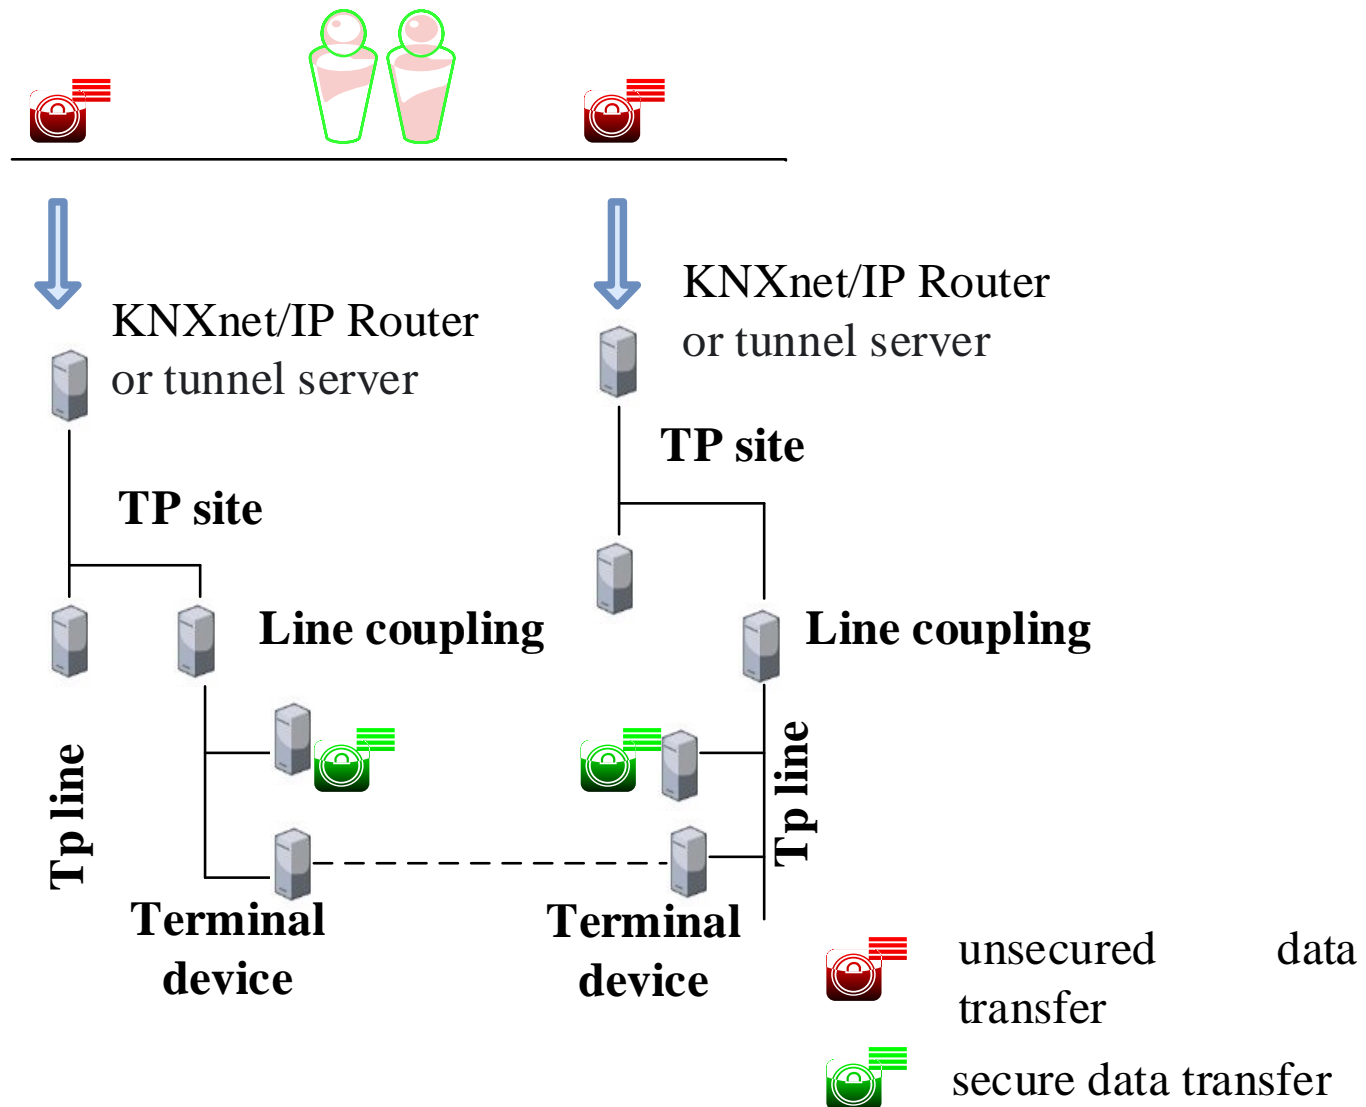 KNXnet/IP Router
or tunnel server
KNXnet/IP Router
or tunnel server
TP site
TP site
Line coupling
Line coupling
Tp line
Tp line
Terminal
device
Terminal
device
unsecured data
transfer
secure data transfer